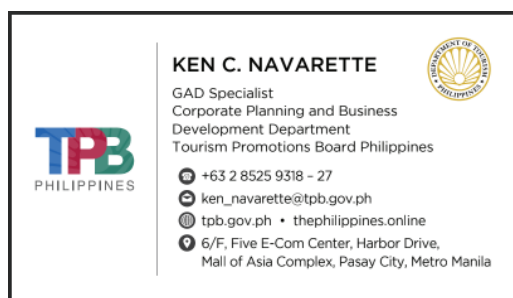 TPB
PHILIPPINES
KEN C. NAVARETTE
DEPARTMENT OF TOURISM
PHILIPPINES
GAD Specialist
Corporate Planning and Business
Development Department
Tourism Promotions Board Philippines
+63 2 8525 9318 – 27
ken_navarette@tpb.gov.ph
tpb.gov.ph • thephilippines.online
6/F, Five E-Com Center, Harbor Drive,
Mall of Asia Complex, Pasay City, Metro Manila